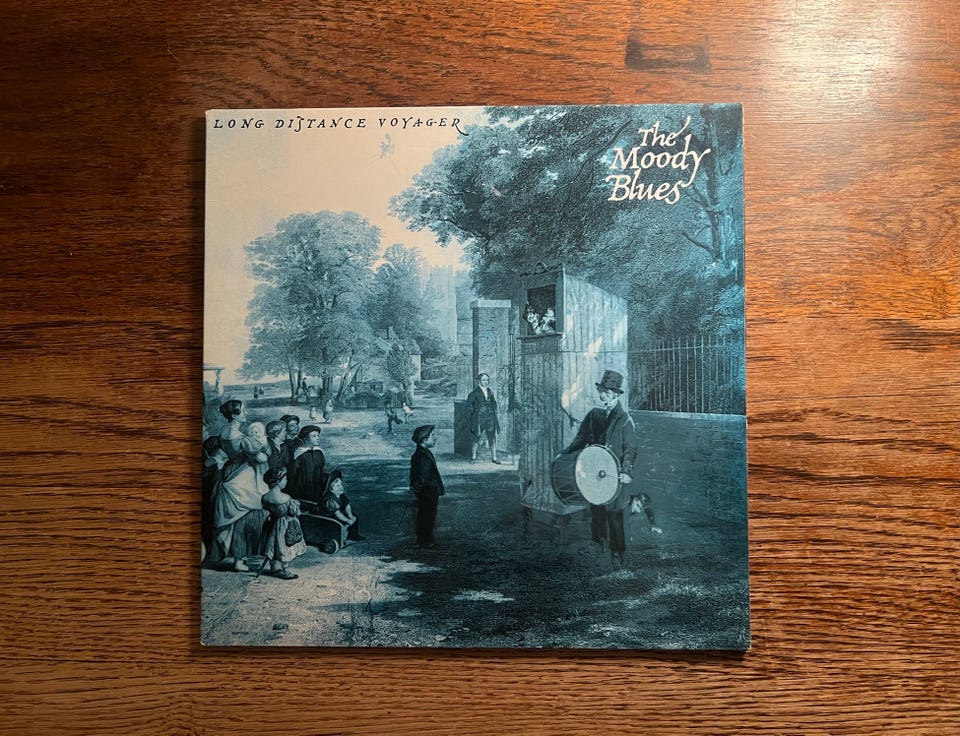 LONG DISTANCE VOYAGER
The
Moody
Blues